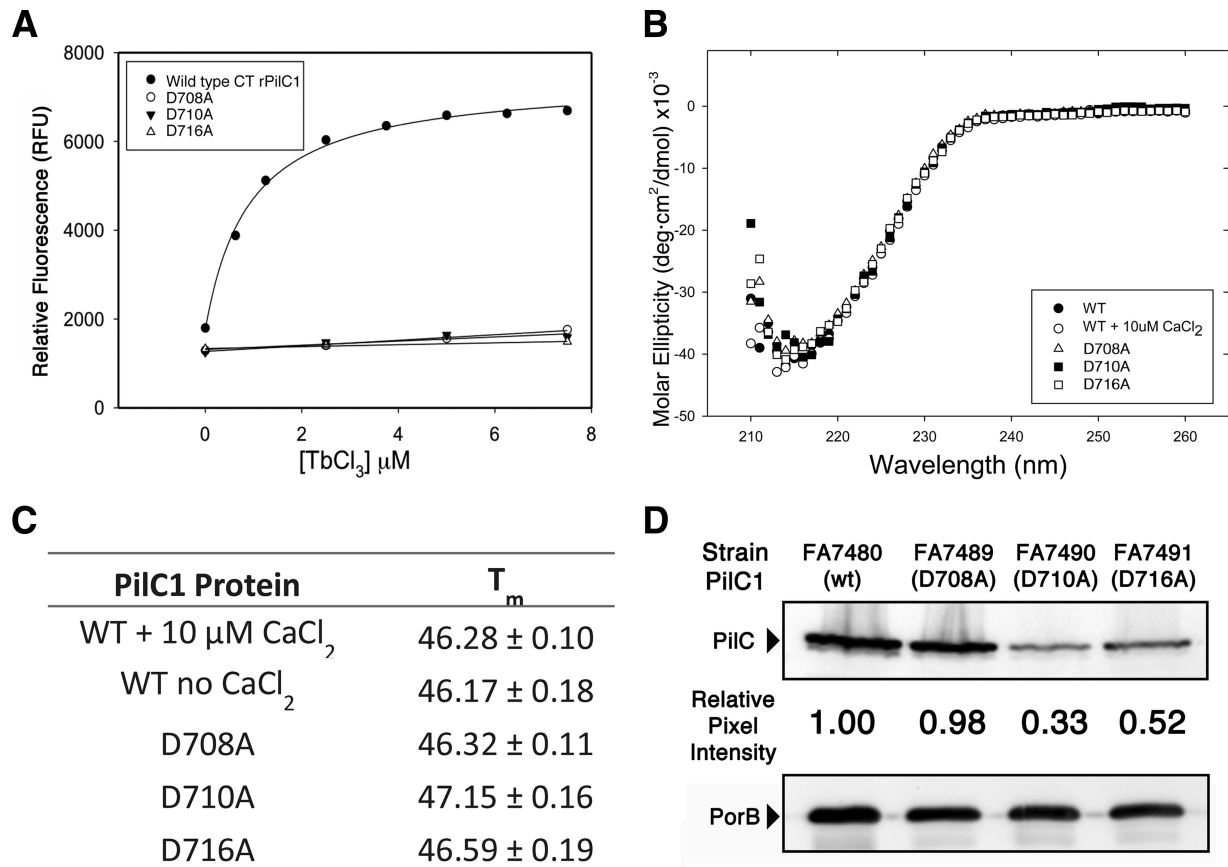 A
8000
6000
4000
2000
0
Relative Fluorescence (RFU)
Wild type CT rPilC1
D708A
D710A
D716A
0 2 4 6 8
[TbCl3] µM
B
0
-10
-20
-30
-40
-50
Molar Ellipticity (deg·cm2/dmol) x10-3
WT
WT + 10uM CaCl2
D708A
D710A
D716A
210 220 230 240 250 260
Wavelength (nm)
C
PilC1 Protein Tm
WT + 10 µM CaCl2 46.28 ± 0.10
WT no CaCl2 46.17 ± 0.18
D708A 46.32 ± 0.11
D710A 47.15 ± 0.16
D716A 46.59 ± 0.19
D
Strain FA7480 FA7489 FA7490 FA7491
PilC1 (wt) (D708A) (D710A) (D716A)
PilC
Relative
Pixel
Intensity
1.00 0.98 0.33 0.52
PorB